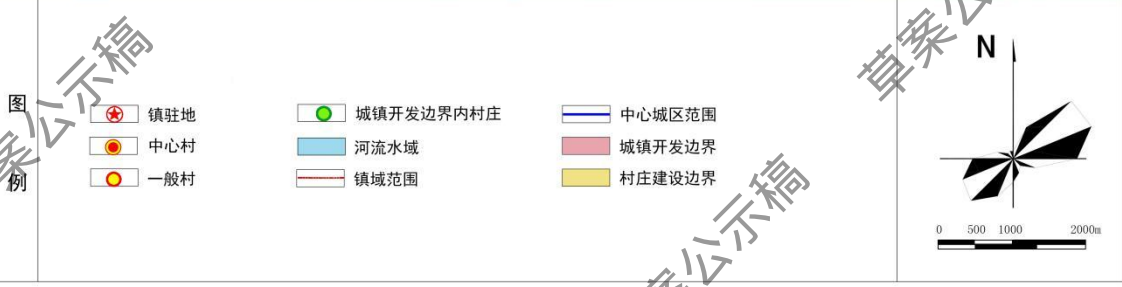 图
例
镇驻地
城镇开发边界内村庄
中心城区范围
中心村
河流水域
城镇开发边界
一般村
镇域范围
村庄建设边界
N
0 500 1000 2000m
草案公示稿
草案公
案公示稿
案公示稿